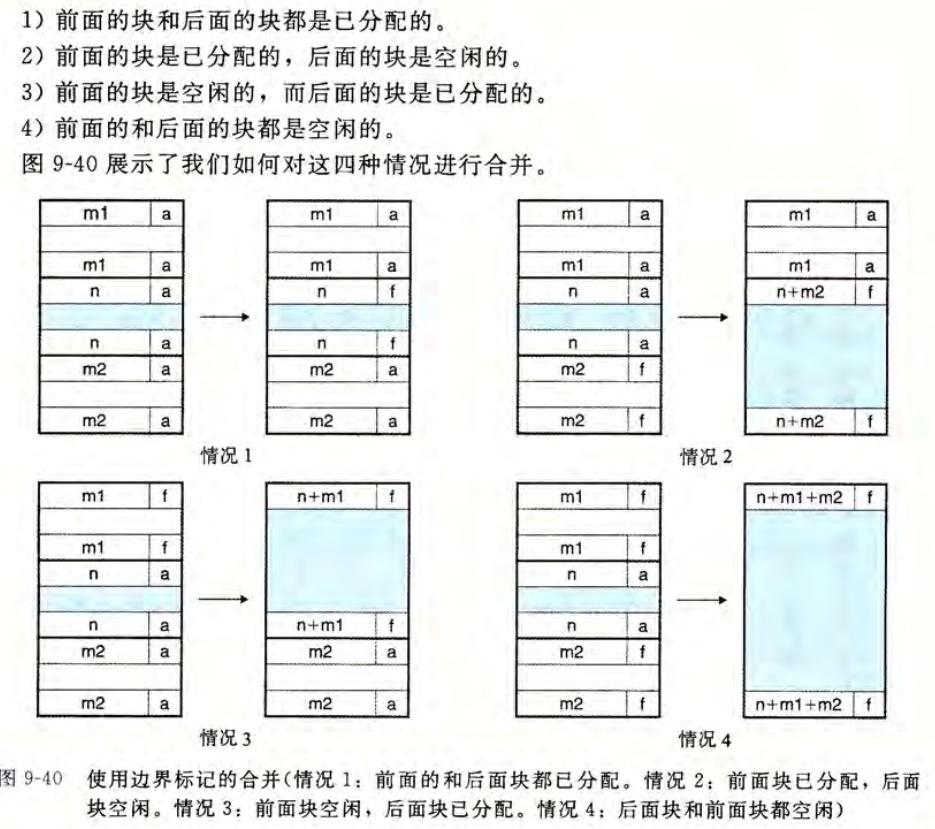 1）前面的块和后面的块都是已分配的。
2）前面的块是已分配的，后面的块是空闲的。
3）前面的块是空闲的，而后面的块是已分配的。
4）前面的和后面的块都是空闲的。
图 9-40 展示了我们如何对这四种情况进行合并。
m1 a m1 a m1 a m1 a
m1 a m1 a m1 a m1 a
n a n f n a n+m2 f
n a n f n a
m2 a m2 a m2 f
m2 a m2 a m2 f n+m2 f
情况 1 情况 2
m1 f n+m1 f m1 f n+m1+m2 f
m1 f m1 f
n a n a
n a n+m1 f n a
m2 a m2 a m2 f
m2 a m2 a m2 f n+m1+m2 f
情况 3 情况 4
图 9-40 使用边界标记的合并(情况 1：前面的和后面块都已分配。情况 2：前面块已分配，后面
块空闲。情况 3：前面块空闲，后面块已分配。情况 4：后面块和前面块都空闲)